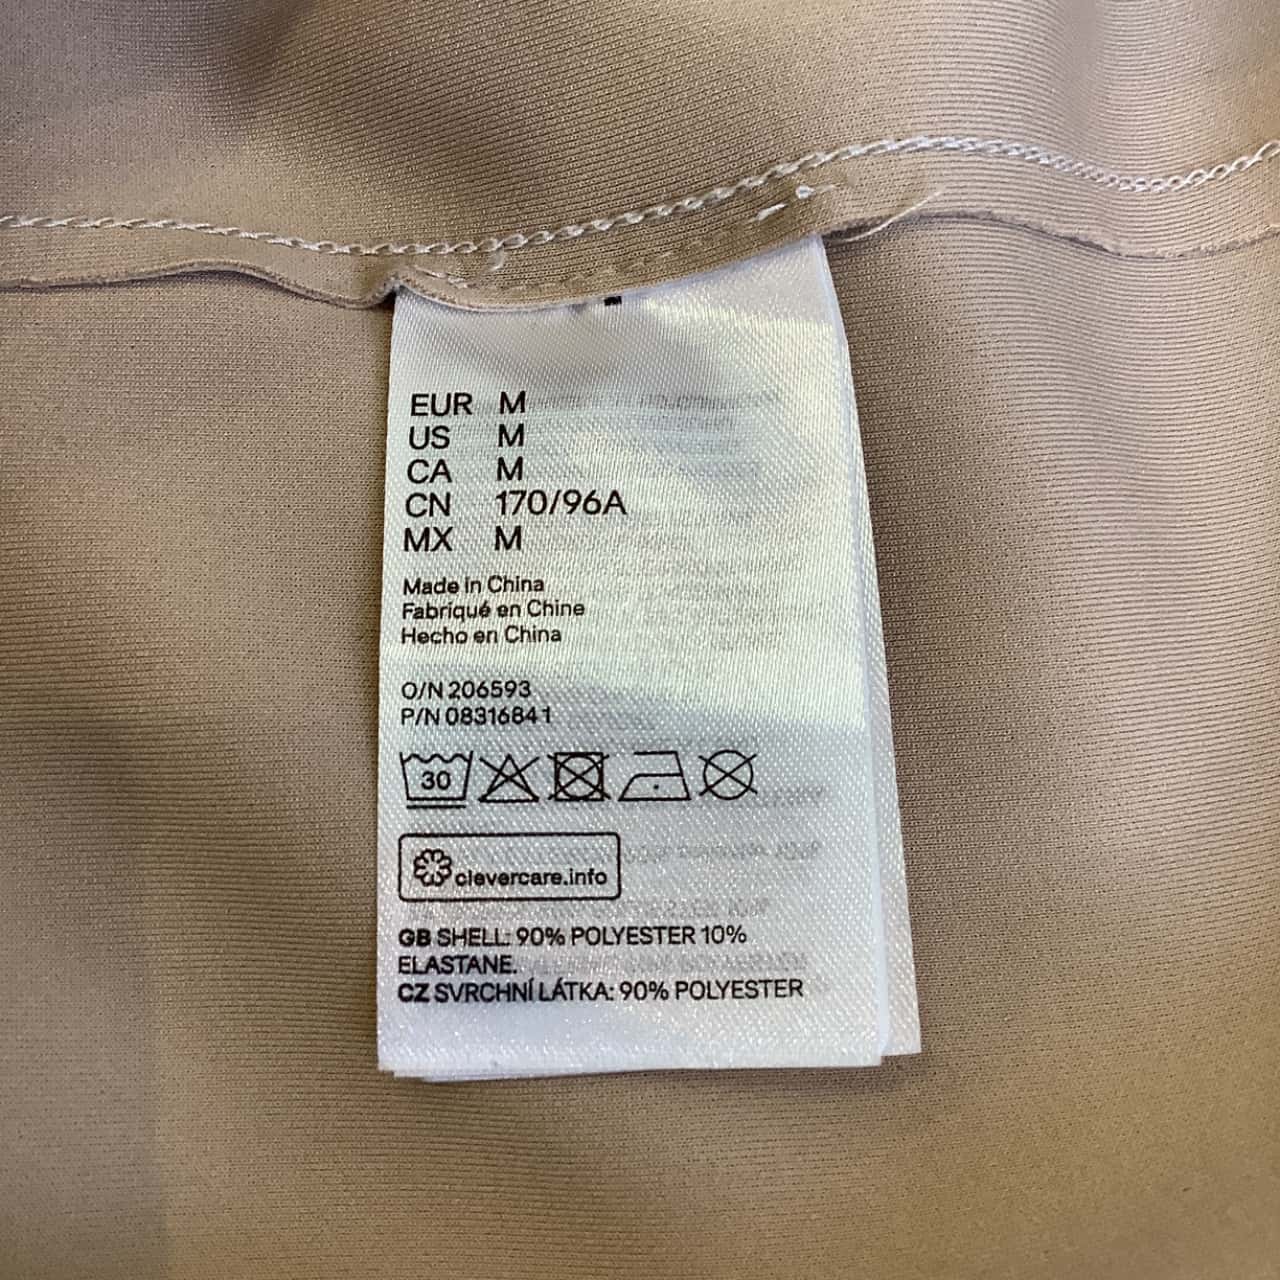 EUR M
US M
CA M
CN 170/96A
MX M
Made in China
Fabriqué en Chine
Hecho en China
O/N 206593
P/N 08316841
30
clevercare.info
GB SHELL: 90% POLYESTER 10%
ELASTANE.
CZ SVRCHNÍ LÁTKA: 90% POLYESTER